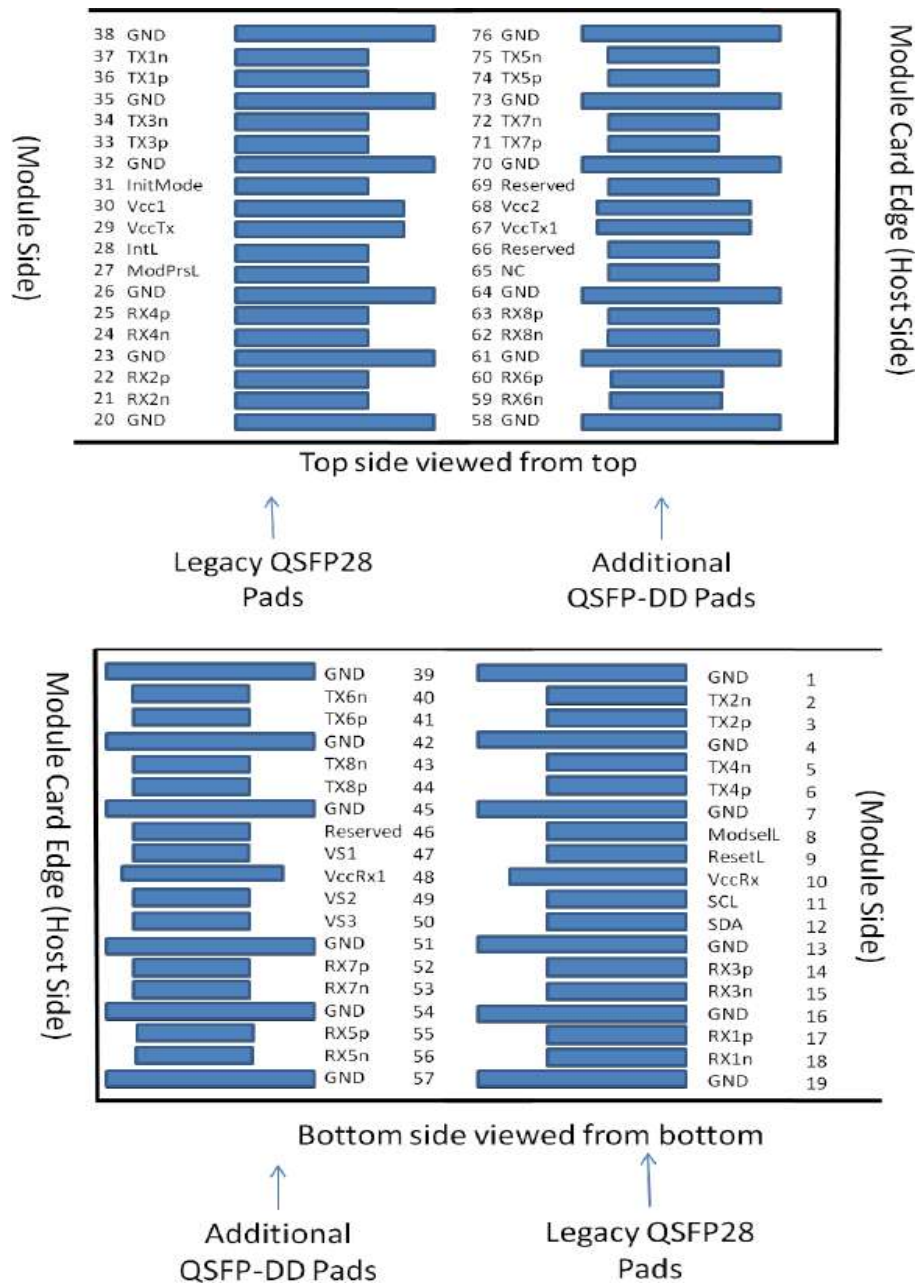 38 GND 76 GND
37 TX1n 75 TX5n
36 TX1p 74 TX5p
35 GND 73 GND
34 TX3n 72 TX7n
33 TX3p 71 TX7p
32 GND 70 GND
31 InitMode 69 Reserved
30 Vcc1 68 Vcc2
29 VccTx 67 VccTx1
28 IntL 66 Reserved
27 ModPrsL 65 NC
26 GND 64 GND
25 RX4p 63 RX8p
24 RX4n 62 RX8n
23 GND 61 GND
22 RX2p 60 RX6p
21 RX2n 59 RX6n
20 GND 58 GND
(Module Side)
Module Card Edge (Host Side)
Top side viewed from top
Legacy QSFP28
Pads
Additional
QSFP-DD Pads
Module Card Edge (Host Side)
GND 39 GND 1
TX6n 40 TX2n 2
TX6p 41 TX2p 3
GND 42 GND 4
TX8n 43 TX4n 5
TX8p 44 TX4p 6
GND 45 GND 7
Reserved 46 ModselL 8
VS1 47 ResetL 9
VccRx1 48 VccRx 10
VS2 49 SCL 11
VS3 50 SDA 12
GND 51 GND 13
RX7p 52 RX3p 14
RX7n 53 RX3n 15
GND 54 GND 16
RX5p 55 RX1p 17
RX5n 56 RX1n 18
GND 57 GND 19
(Module Side)
Bottom side viewed from bottom
Additional
QSFP-DD Pads
Legacy QSFP28
Pads